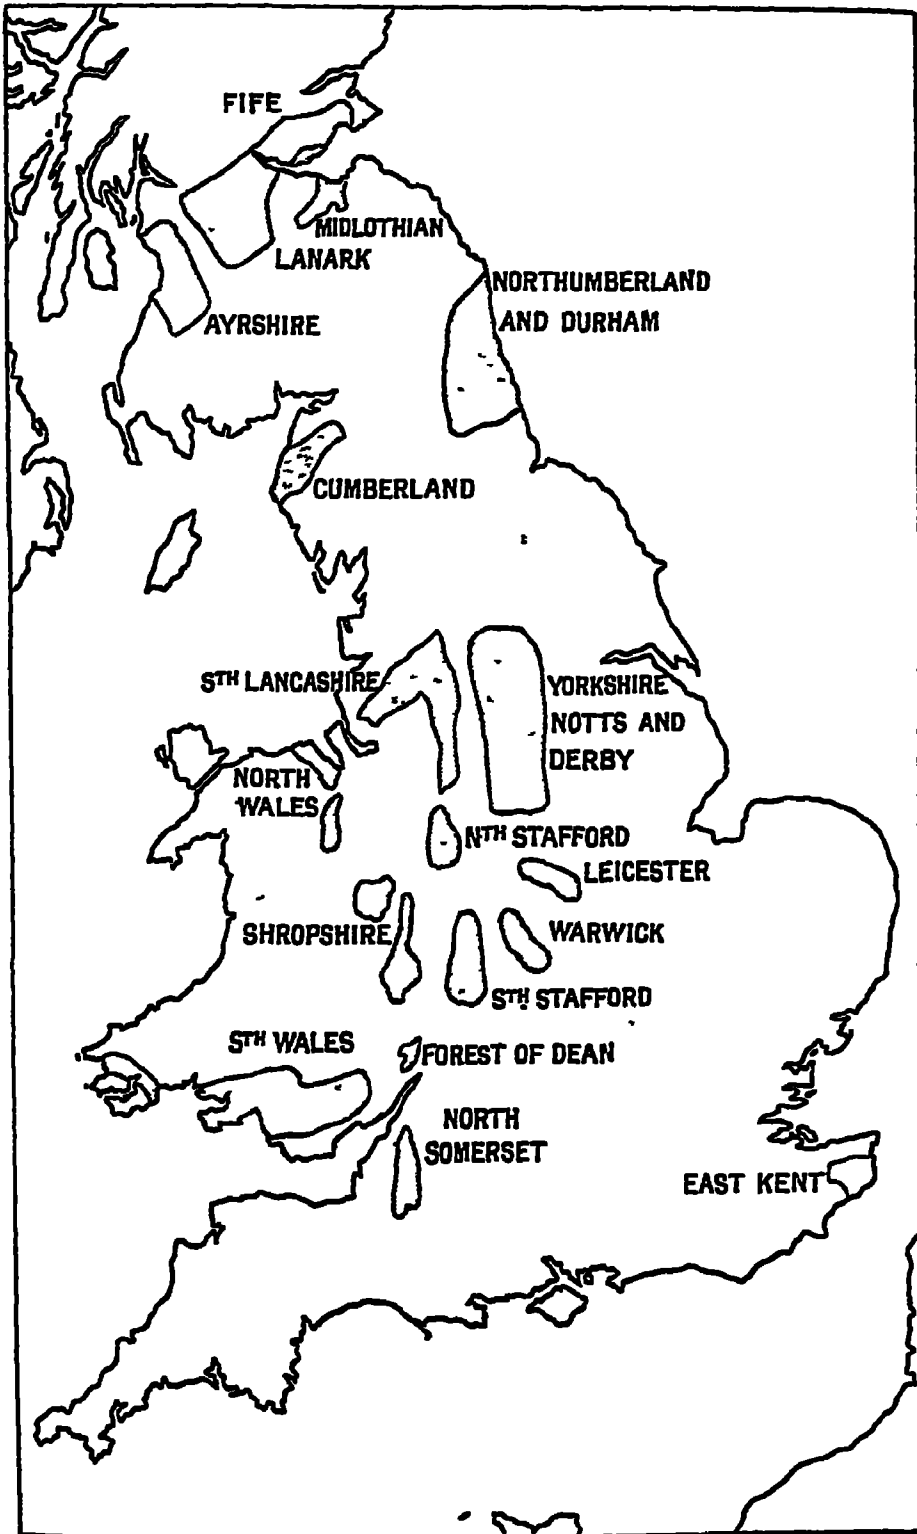 FIFE
MIDLOTHIAN
LANARK
NORTHUMBERLAND
AND DURHAM
AYRSHIRE
CUMBERLAND
STH LANCASHIRE
YORKSHIRE
NOTTS AND
DERBY
NORTH
WALES
NTH STAFFORD
LEICESTER
SHROPSHIRE
WARWICK
STH STAFFORD
STH WALES
FOREST OF DEAN
NORTH
SOMERSET
EAST KENT